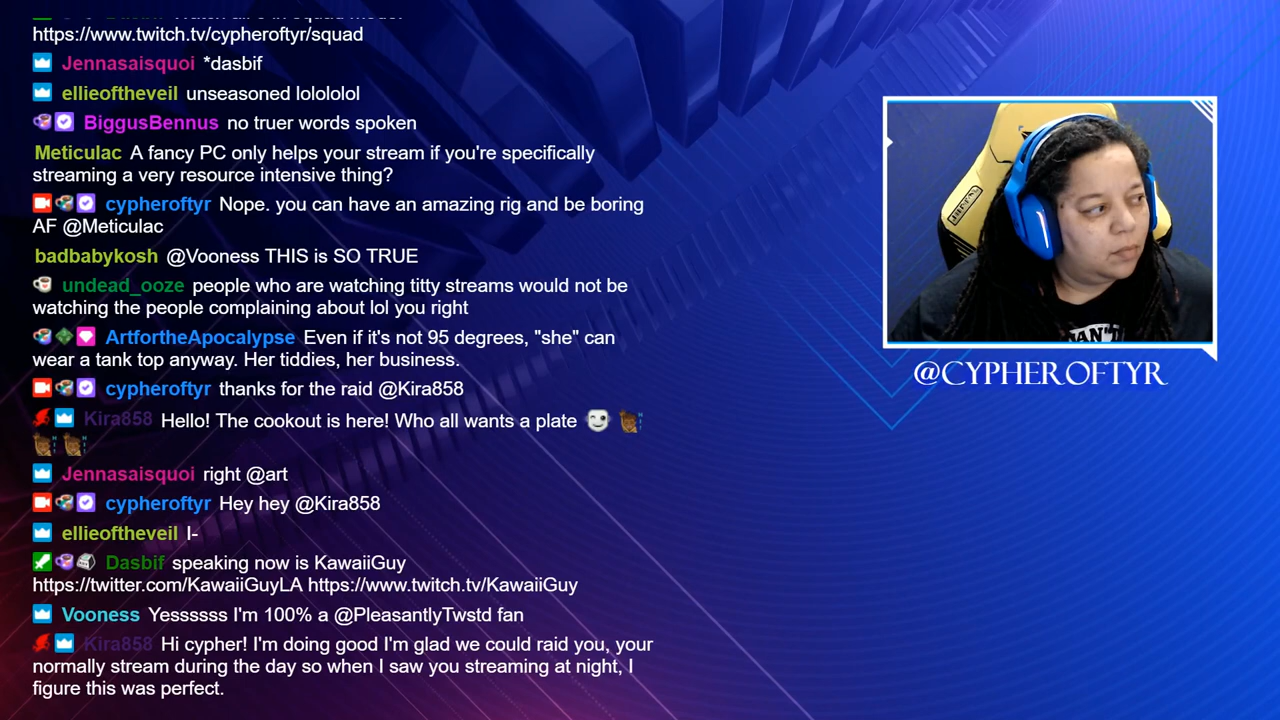 https://www.twitch.tv/cypheroftyr/squad
Jennasaisquoi *dasbif
ellieoftheveil unseasoned lolololol
BiggusBennus no truer words spoken
Meticulac A fancy PC only helps your stream if you're specifically
streaming a very resource intensive thing?
cypheroftyr Nope. you can have an amazing rig and be boring
AF @Meticulac
badbabykosh @Vooness THIS is SO TRUE
undead_ooze people who are watching titty streams would not be
watching the people complaining about lol you right
ArtfortheApocalypse Even if it's not 95 degrees, "she" can
wear a tank top anyway. Her tiddies, her business.
cypheroftyr thanks for the raid @Kira858
Kira858 Hello! The cookout is here! Who all wants a plate
Jennasaisquoi right @art
cypheroftyr Hey hey @Kira858
ellieoftheveil I-
Dasbif speaking now is KawaiiGuy
https://twitter.com/KawaiiGuyLA https://www.twitch.tv/KawaiiGuy
Vooness Yessssss I'm 100% a @PleasantlyTwstd fan
Kira858 Hi cypher! I'm doing good I'm glad we could raid you, your
normally stream during the day so when I saw you streaming at night, I
figure this was perfect.
@CYPHEROFTYR